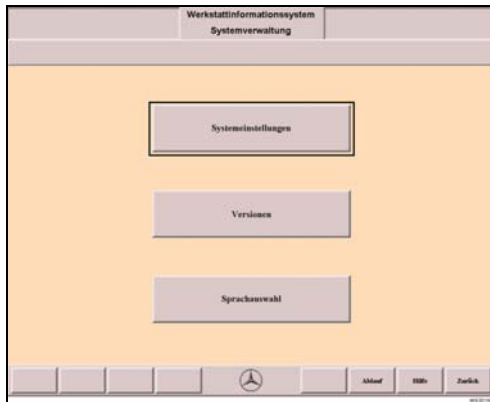 Werkstattinformationssystem
Systemverwaltung
Systemeinstellungen
Versionen
Sprachauswahl
Ablauf
Hilfe
Zurück